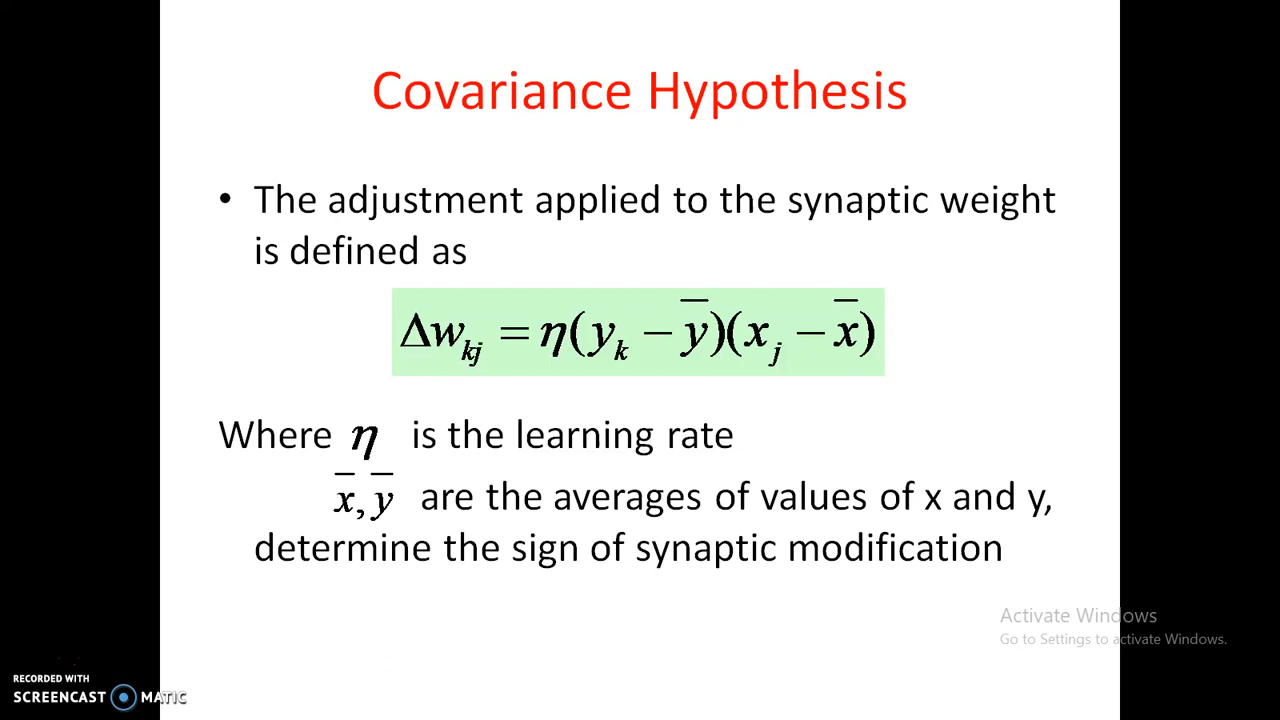 Covariance Hypothesis
• The adjustment applied to the synaptic weight
is defined as
Δw_kj = η(y_k − y̅)(x_j − x̅)
Where η is the learning rate
x̅, y̅ are the averages of values of x and y,
determine the sign of synaptic modification
Activate Windows
Go to Settings to activate Windows.
RECORDED WITH
SCREENCAST MATIC